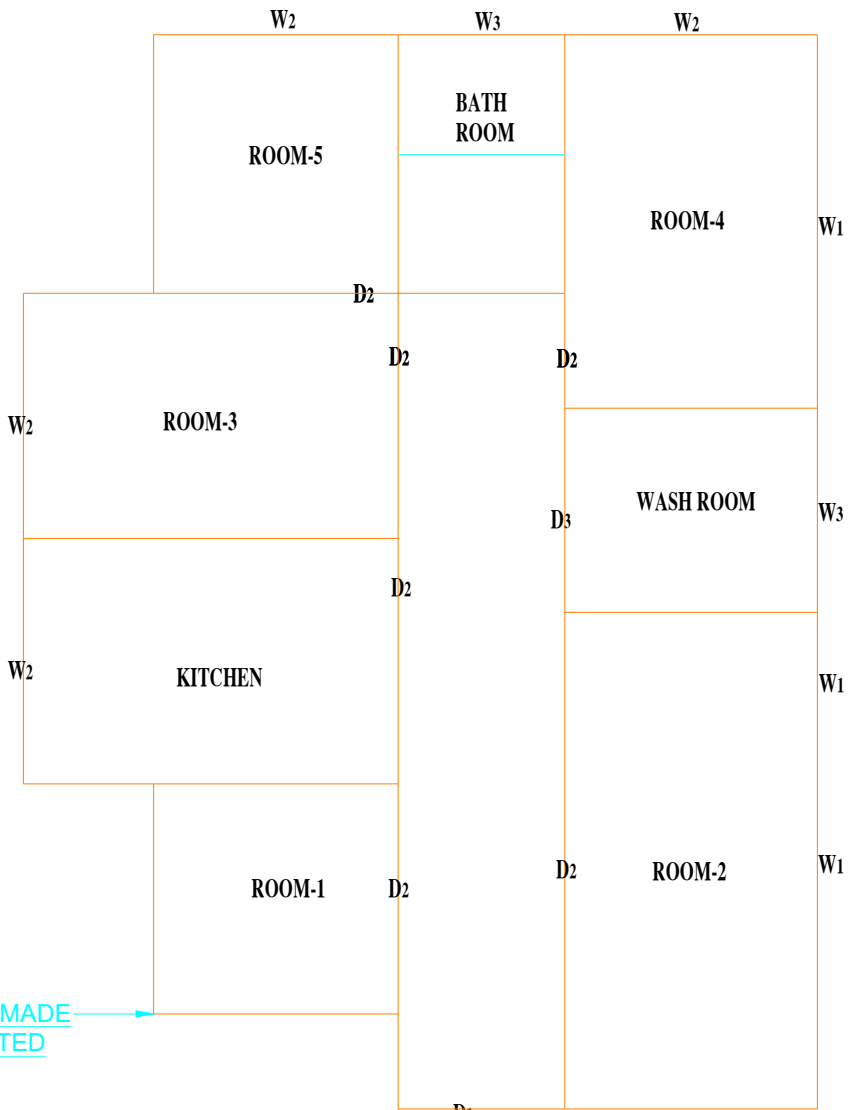 W2
W3
W2
BATH
ROOM
ROOM-5
ROOM-4
W1
D2
D2
D2
W2
ROOM-3
WASH ROOM
D3
W3
D2
W2
KITCHEN
W1
ROOM-1
D2
D2
ROOM-2
W1
MADE
TED